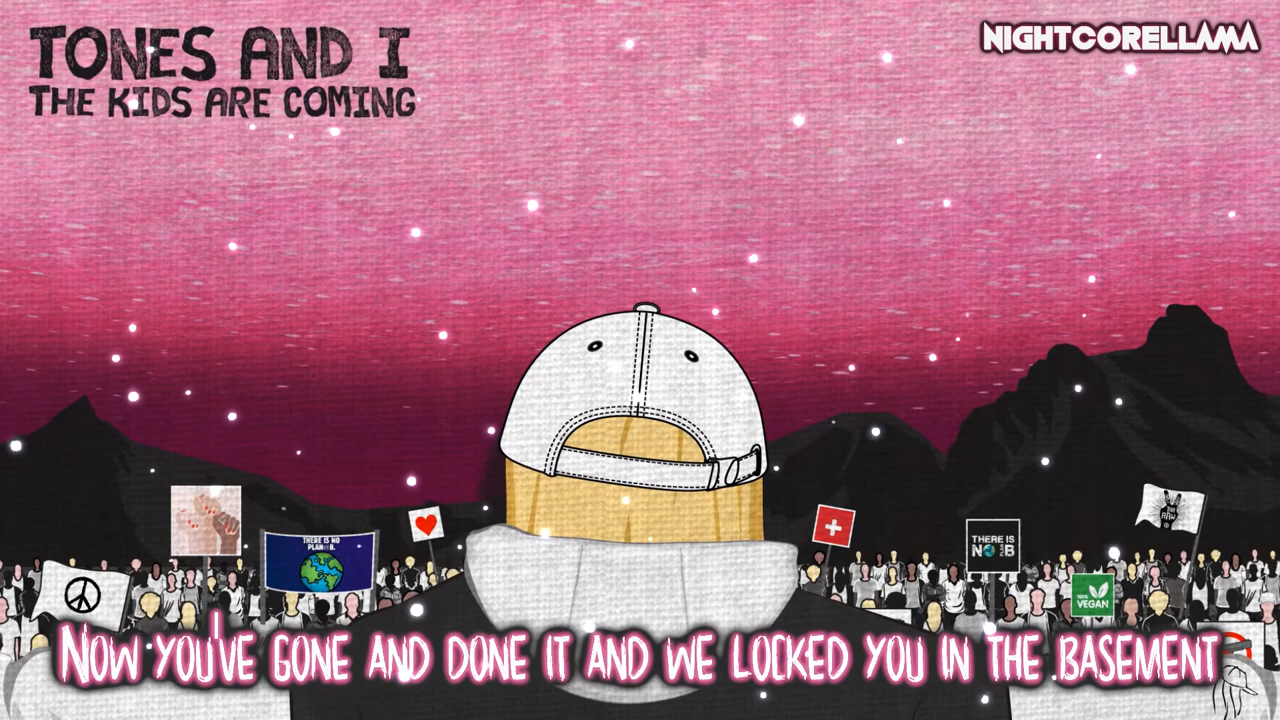 TONES AND I
THE KIDS ARE COMING
NIGHTCORELLAMA
THERE IS NO
PLANET B.
THERE IS
NO PLAN B
100%
VEGAN
NOW YOU'VE GONE AND DONE IT AND WE LOCKED YOU IN THE BASEMENT